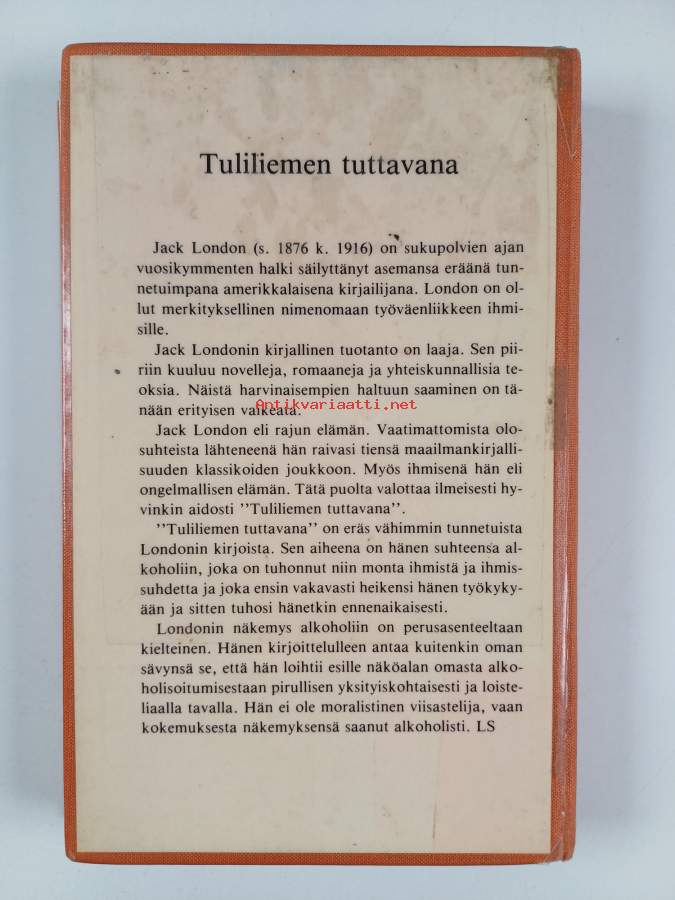 Tuliliemen tuttavana
Jack London (s. 1876 k. 1916) on sukupolvien ajan
vuosikymmenten halki säilyttänyt asemansa eräänä tun-
netuimpana amerikkalaisena kirjailijana. London on ol-
lut merkityksellinen nimenomaan työväenliikkeen ihmi-
sille.
Jack Londonin kirjallinen tuotanto on laaja. Sen pii-
riin kuuluu novelleja, romaaneja ja yhteiskunnallisia te-
oksia. Näistä harvinaisempien haltuun saaminen on tä-
nään erityisen vaikeata.
Antikvariaatti.net
Jack London eli rajun elämän. Vaatimattomista olo-
suhteista lähteneenä hän raivasi tiensä maailmankirjalli-
suuden klassikoiden joukkoon. Myös ihmisenä hän eli
ongelmallisen elämän. Tätä puolta valottaa ilmeisesti hy-
vinkin aidosti ''Tuliliemen tuttavana''.
''Tuliliemen tuttavana'' on eräs vähimmin tunnetuista
Londonin kirjoista. Sen aiheena on hänen suhteensa al-
koholiin, joka on tuhonnut niin monta ihmistä ja ihmis-
suhdetta ja joka ensin vakavasti heikensi hänen työkyky-
ään ja sitten tuhosi hänetkin ennenaikaisesti.
Londonin näkemys alkoholiin on perusasenteeltaan
kielteinen. Hänen kirjoittelulleen antaa kuitenkin oman
sävynsä se, että hän loihtii esille näköalan omasta alko-
holisoitumisestaan pirullisen yksityiskohtaisesti ja loiste-
liaalla tavalla. Hän ei ole moralistinen viisastelija, vaan
kokemuksesta näkemyksensä saanut alkoholisti. LS